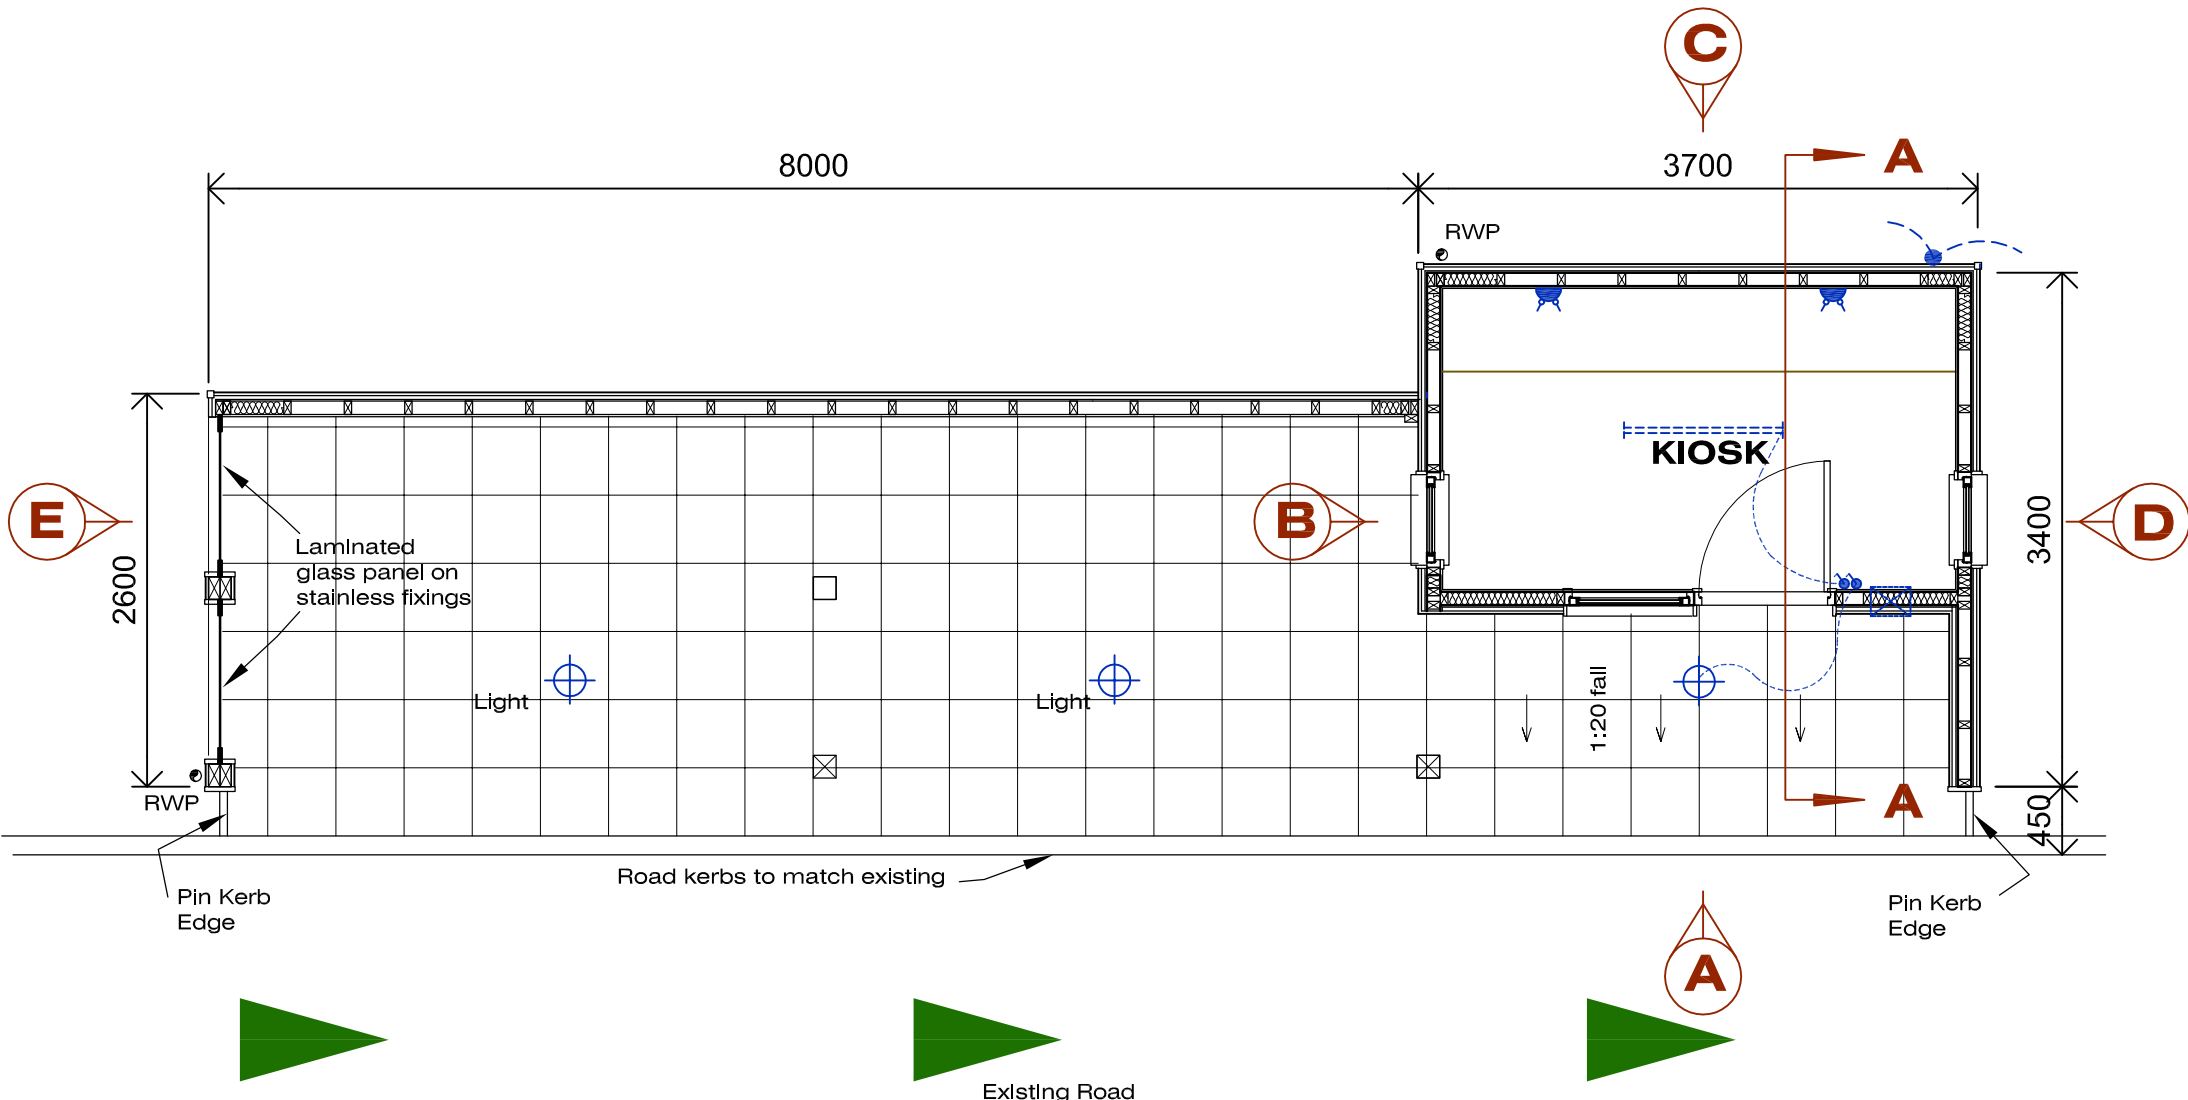 C
8000
3700
A
RWP
KIOSK
E
B
D
2600
3400
Laminated
glass panel on
stainless fixings
Light
Light
1:20 fall
RWP
A
450
Road kerbs to match existing
Pin Kerb
Edge
Pin Kerb
Edge
A
Existing Road